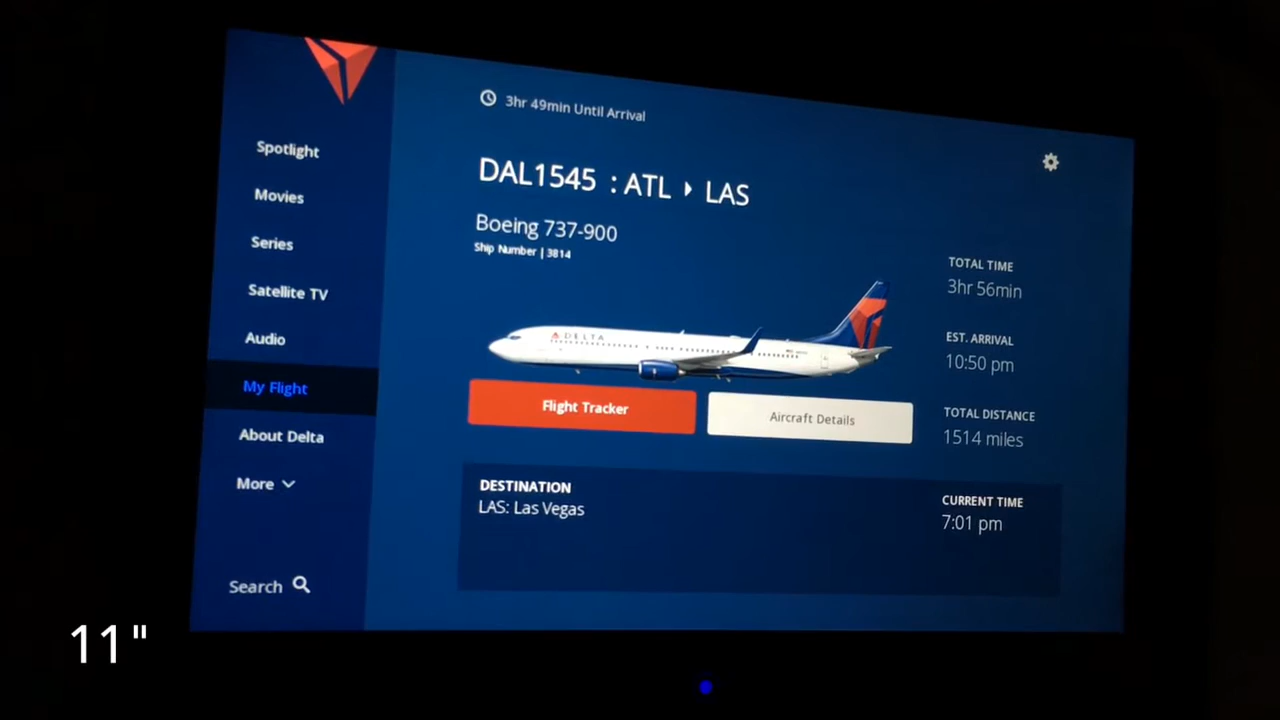 3hr 49min Until Arrival
DAL1545 : ATL ▸ LAS
Boeing 737-900
Ship Number | 3814
Spotlight
Movies
Series
Satellite TV
Audio
My Flight
About Delta
More
Search
DELTA
Flight Tracker
Aircraft Details
TOTAL TIME
3hr 56min
EST. ARRIVAL
10:50 pm
TOTAL DISTANCE
1514 miles
DESTINATION
LAS: Las Vegas
CURRENT TIME
7:01 pm
11"